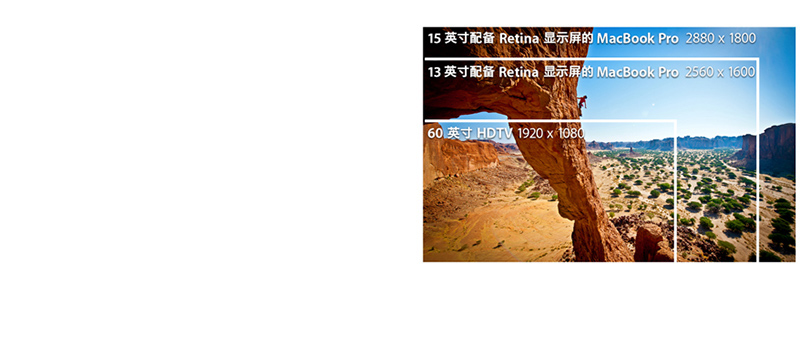 15 英寸配备 Retina 显示屏的 MacBook Pro 2880 x 1800
13 英寸配备 Retina 显示屏的 MacBook Pro 2560 x 1600
60 英寸 HDTV 1920 x 1080